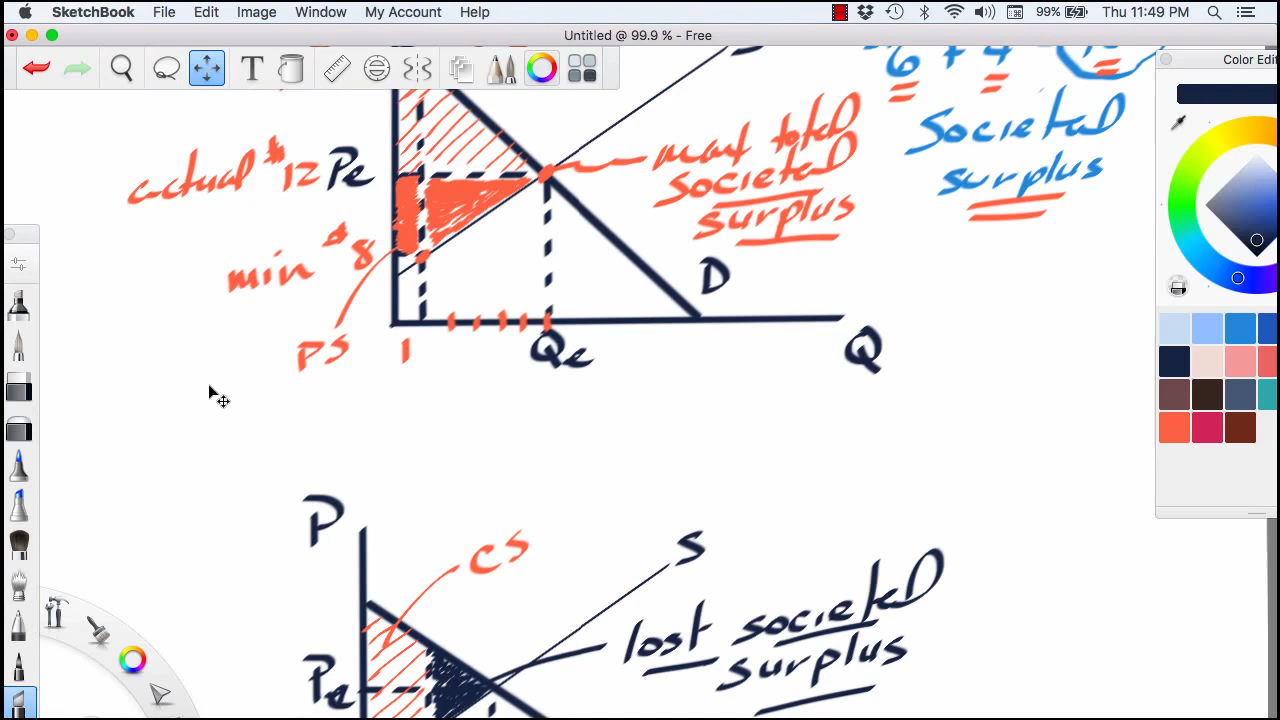 SketchBook File Edit Image Window My Account Help 99% Thu 11:49 PM
Untitled @ 99.9 % - Free
Color Edi
6 + 4
Societal
surplus
max total
societal
surplus
actual $12 Pe
min $8
D
PS 1 Qe Q
P
CS S
lost societal
surplus
Pe